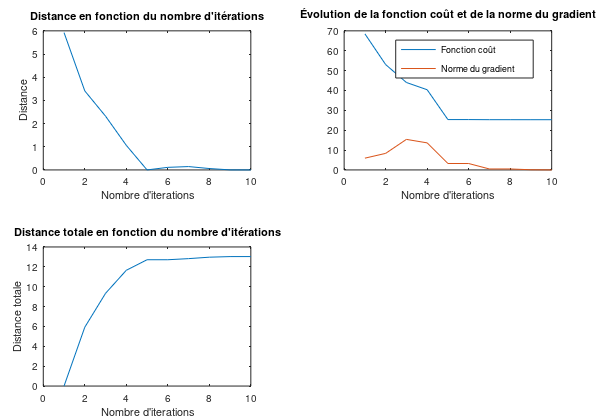 Distance en fonction du nombre d'itérations
6
5
4
3
2
1
0
Distance
0 2 4 6 8 10
Nombre d'iterations
Évolution de la fonction coût et de la norme du gradient
70
60
50
40
30
20
10
0
Fonction coût
Norme du gradient
0 2 4 6 8 10
Nombre d'iterations
Distance totale en fonction du nombre d'itérations
14
12
10
8
6
4
2
0
Distance totale
0 2 4 6 8 10
Nombre d'iterations